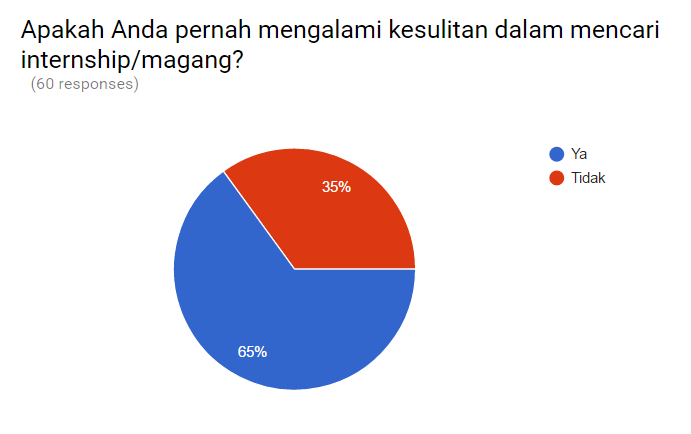 Apakah Anda pernah mengalami kesulitan dalam mencari
internship/magang?
(60 responses)
Ya
Tidak
35%
65%